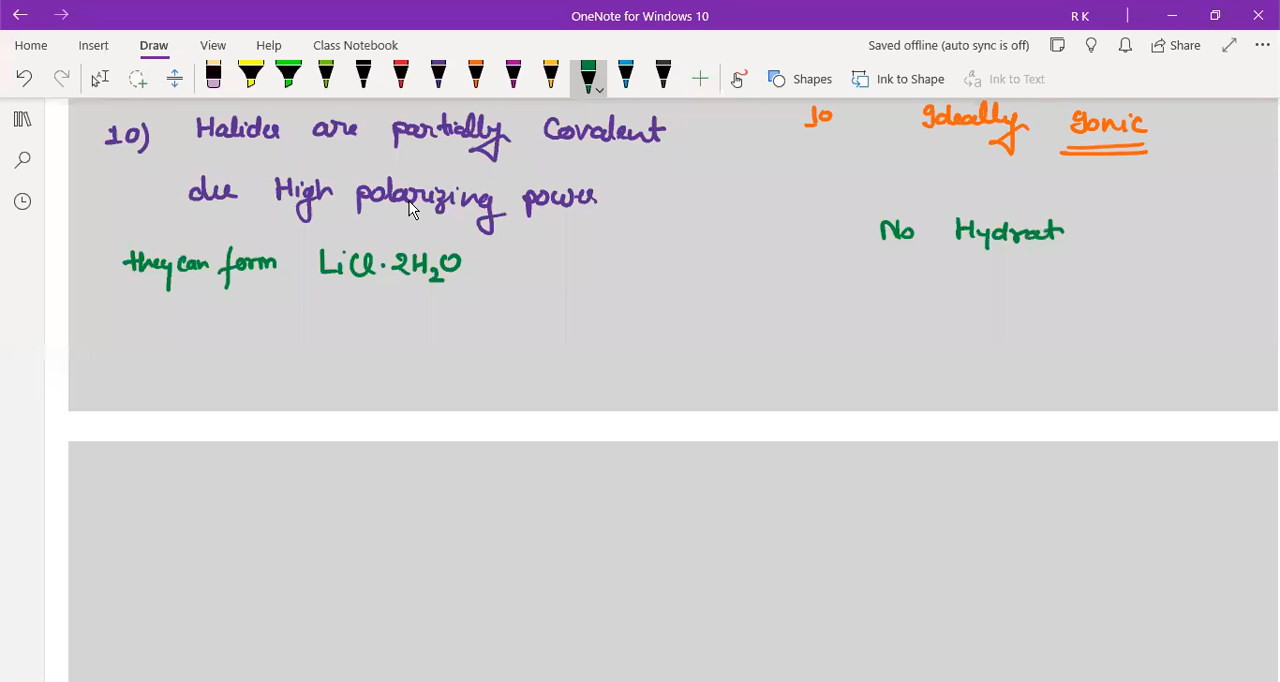 OneNote for Windows 10
R K
Home Insert Draw View Help Class Notebook
Saved offline (auto sync is off) Share
Shapes Ink to Shape Ink to Text
10) Halides are partially Covalent
due High polarizing power
they can form LiCl·2H₂O
10 Ideally Ionic
No Hydrat